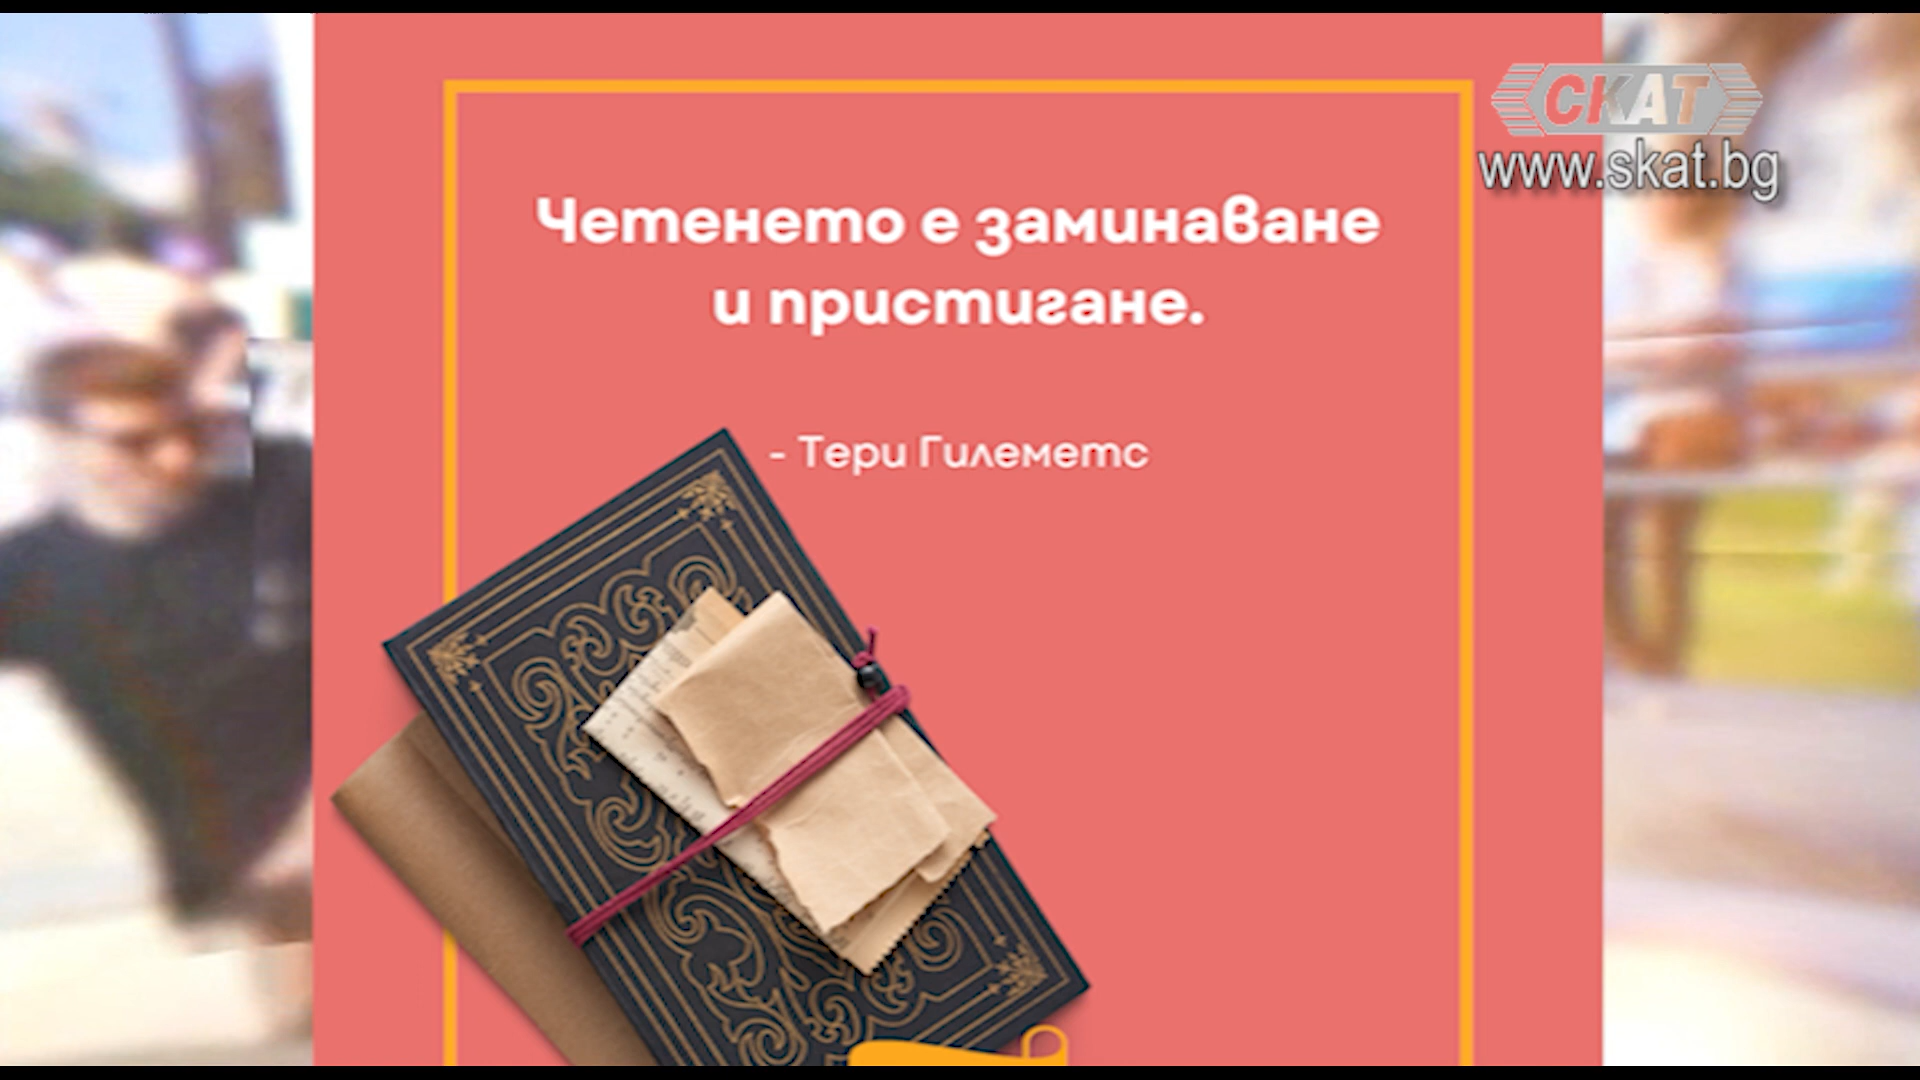 СКАТ
www.skat.bg
Четенето е заминаване
и пристигане.
- Тери Гилеметс